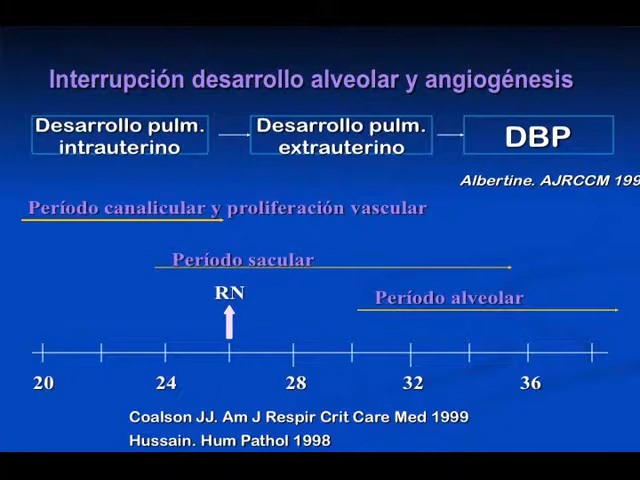 Interrupción desarrollo alveolar y angiogénesis
Desarrollo pulm. intrauterino
Desarrollo pulm. extrauterino
DBP
Albertine. AJRCCM 199
Período canalicular y proliferación vascular
Período sacular
RN
Período alveolar
20 24 28 32 36
Coalson JJ. Am J Respir Crit Care Med 1999
Hussain. Hum Pathol 1998